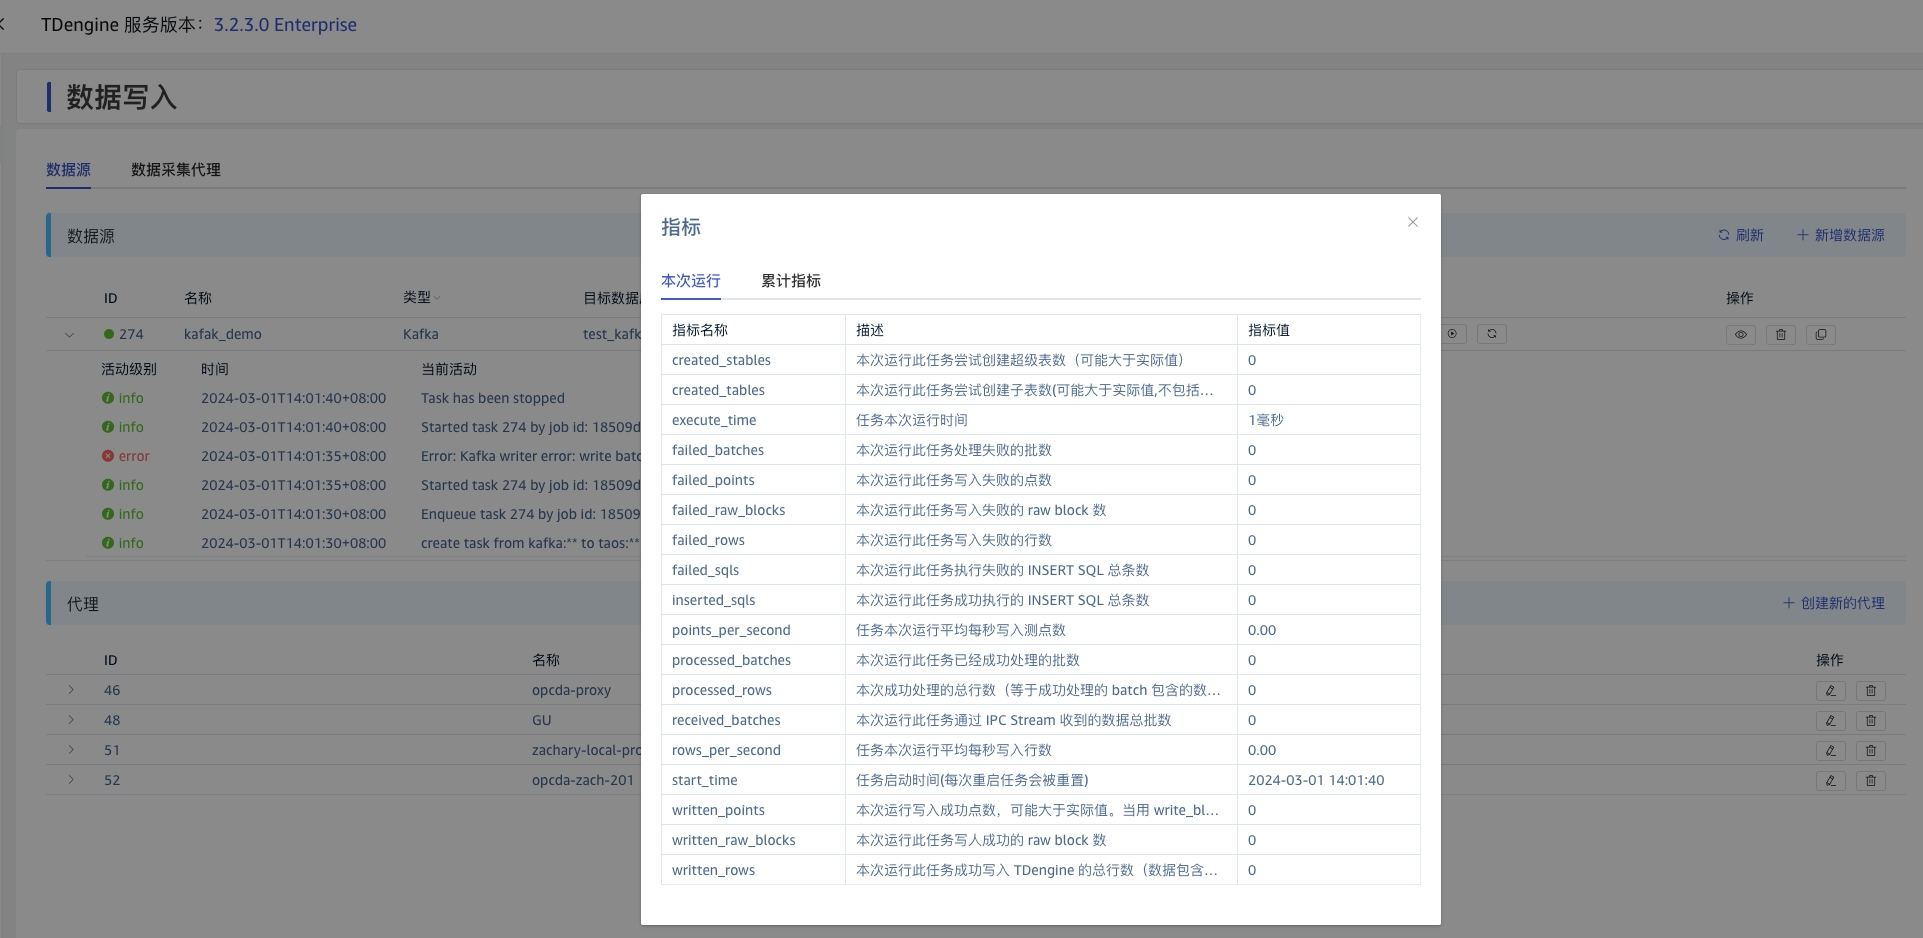 TDengine 服务版本：3.2.3.0 Enterprise
数据写入
数据源 数据采集代理
数据源 刷新 新增数据源
ID 名称 类型 目标数据 操作
274 kafak_demo Kafka test_kafk
活动级别 时间 当前活动
info 2024-03-01T14:01:40+08:00 Task has been stopped
info 2024-03-01T14:01:40+08:00 Started task 274 by job id: 18509d
error 2024-03-01T14:01:35+08:00 Error: Kafka writer error: write batc
info 2024-03-01T14:01:35+08:00 Started task 274 by job id: 18509d
info 2024-03-01T14:01:30+08:00 Enqueue task 274 by job id: 18509
info 2024-03-01T14:01:30+08:00 create task from kafka:** to taos:**
代理 创建新的代理
ID 名称 操作
46 opcda-proxy
48 GU
51 zachary-local-pro
52 opcda-zach-201
指标
本次运行 累计指标
指标名称 描述 指标值
created_stables 本次运行此任务尝试创建超级表数（可能大于实际值） 0
created_tables 本次运行此任务尝试创建子表数(可能大于实际值,不包括… 0
execute_time 任务本次运行时间 1毫秒
failed_batches 本次运行此任务处理失败的批数 0
failed_points 本次运行此任务写入失败的点数 0
failed_raw_blocks 本次运行此任务写入失败的 raw block 数 0
failed_rows 本次运行此任务写入失败的行数 0
failed_sqls 本次运行此任务执行失败的 INSERT SQL 总条数 0
inserted_sqls 本次运行此任务成功执行的 INSERT SQL 总条数 0
points_per_second 任务本次运行平均每秒写入测点数 0.00
processed_batches 本次运行此任务已经成功处理的批数 0
processed_rows 本次成功处理的总行数（等于成功处理的 batch 包含的数… 0
received_batches 本次运行此任务通过 IPC Stream 收到的数据总批数 0
rows_per_second 任务本次运行平均每秒写入行数 0.00
start_time 任务启动时间(每次重启任务会被重置) 2024-03-01 14:01:40
written_points 本次运行写入成功点数，可能大于实际值。当用 write_bl… 0
written_raw_blocks 本次运行此任务写人成功的 raw block 数 0
written_rows 本次运行此任务成功写入 TDengine 的总行数（数据包含… 0